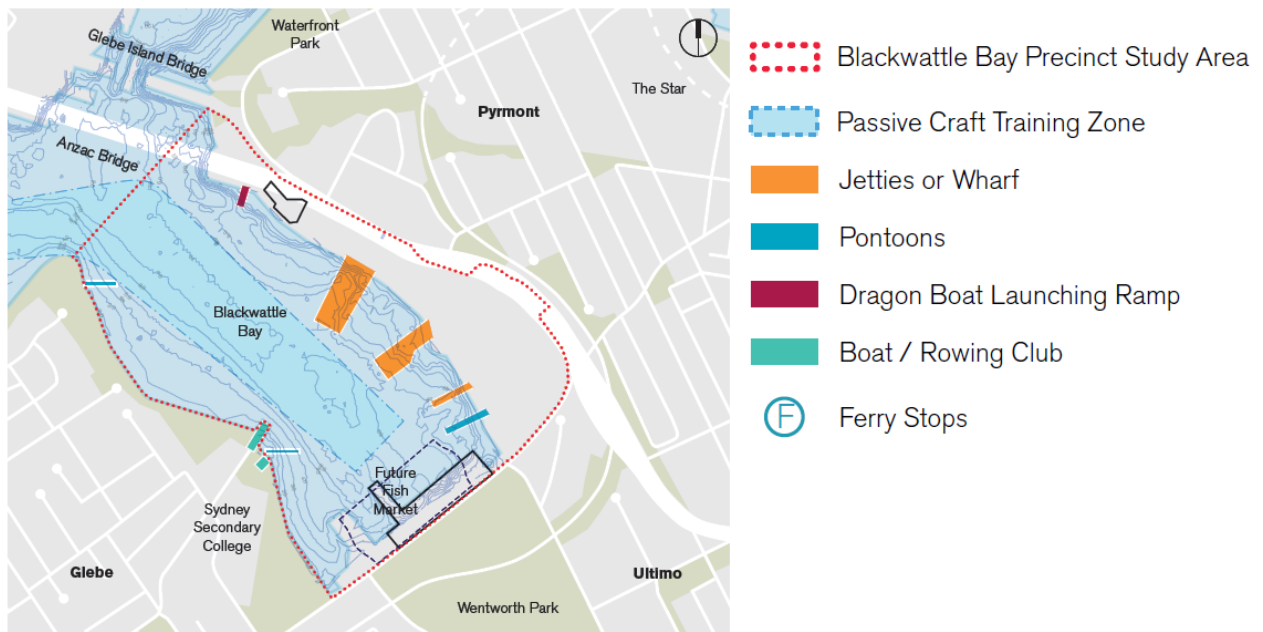 Waterfront
Park
Glebe Island Bridge
The Star
Pyrmont
Anzac Bridge
Blackwattle
Bay
Future
Fish
Market
Sydney
Secondary
College
Glebe
Ultimo
Wentworth Park
Blackwattle Bay Precinct Study Area
Passive Craft Training Zone
Jetties or Wharf
Pontoons
Dragon Boat Launching Ramp
Boat / Rowing Club
F Ferry Stops